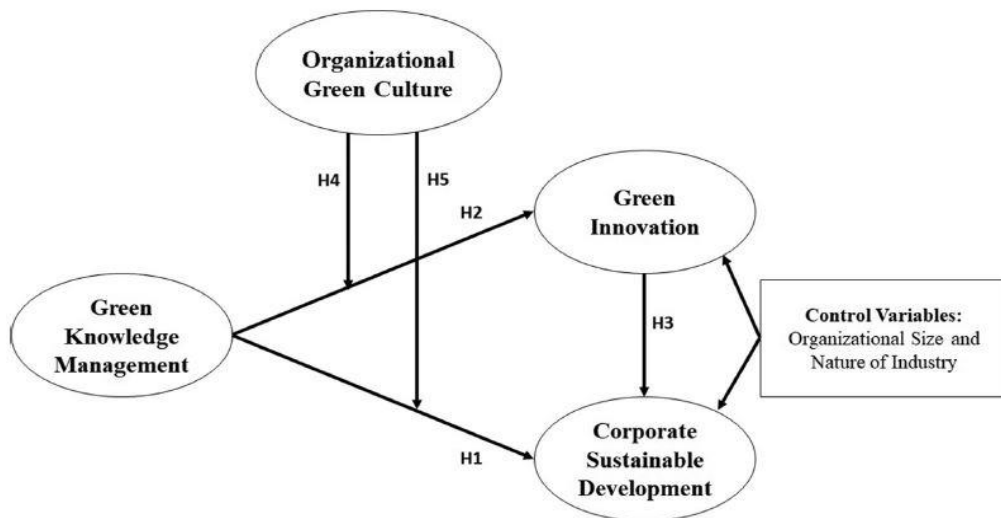 Organizational
Green Culture
H4
H5
H2
Green
Innovation
Green
Knowledge
Management
H3
Control Variables:
Organizational Size and
Nature of Industry
H1
Corporate
Sustainable
Development